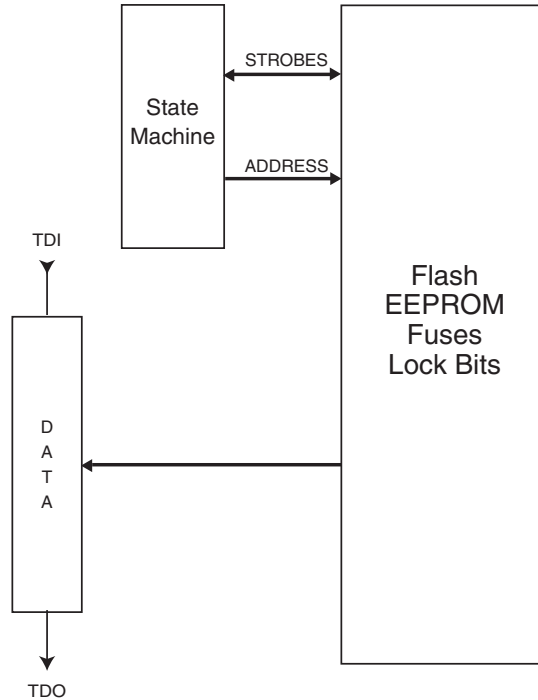 STROBES
State
Machine
ADDRESS
TDI
Flash
EEPROM
Fuses
Lock Bits
D
A
T
A
TDO